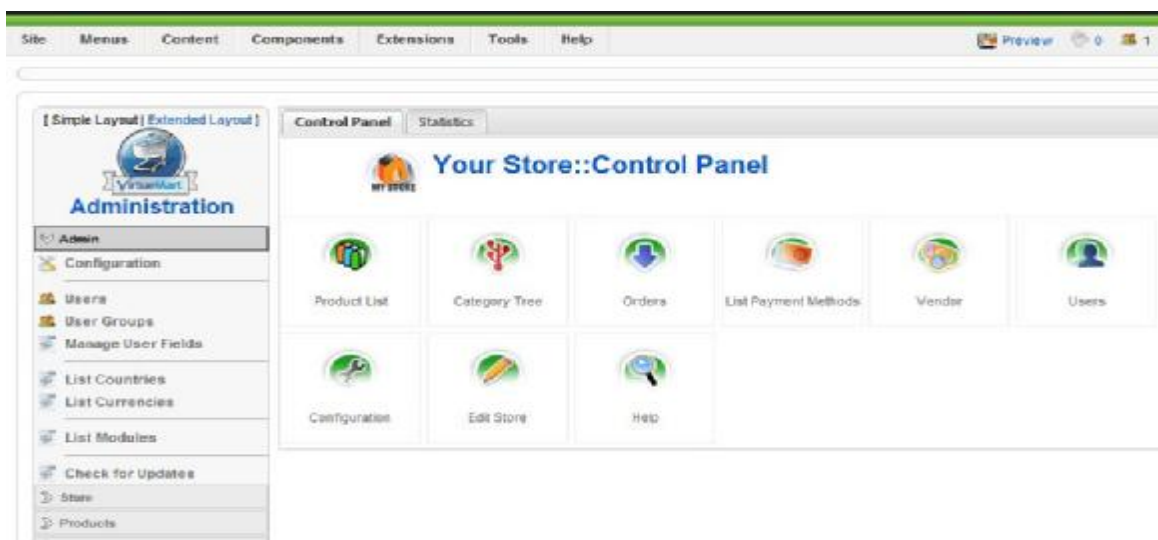 Site Menus Content Components Extensions Tools Help Preview 0 1
[ Simple Layout | Extended Layout ]
VirtueMart
Administration
Admin
Configuration
Users
User Groups
Manage User Fields
List Countries
List Currencies
List Modules
Check for Updates
Store
Products
Control Panel Statistics
MY STORE
Your Store::Control Panel
Product List Category Tree Orders List Payment Methods Vendor Users
Configuration Edit Store Help